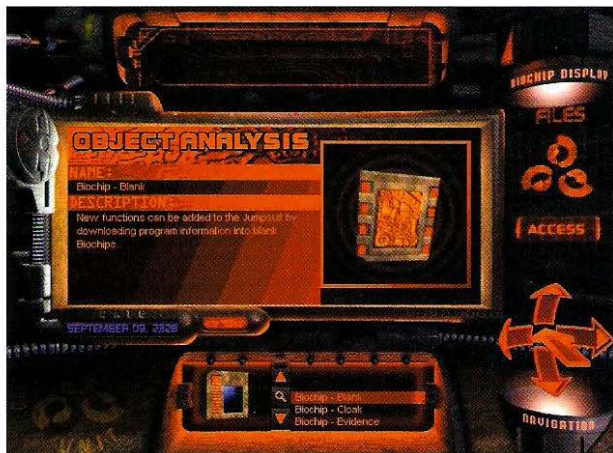 BIOCHIP DISPLAY
FILES
ACCESS
OBJECT ANALYSIS
NAME:
Biochip - Blank
DESCRIPTION:
New functions can be added to the Jumpsuit by
downloading program information into blank
Biochips.
SEPTEMBER 09, 2328
Biochip - Blank
Biochip - Cloak
Biochip - Evidence
NAVIGATION